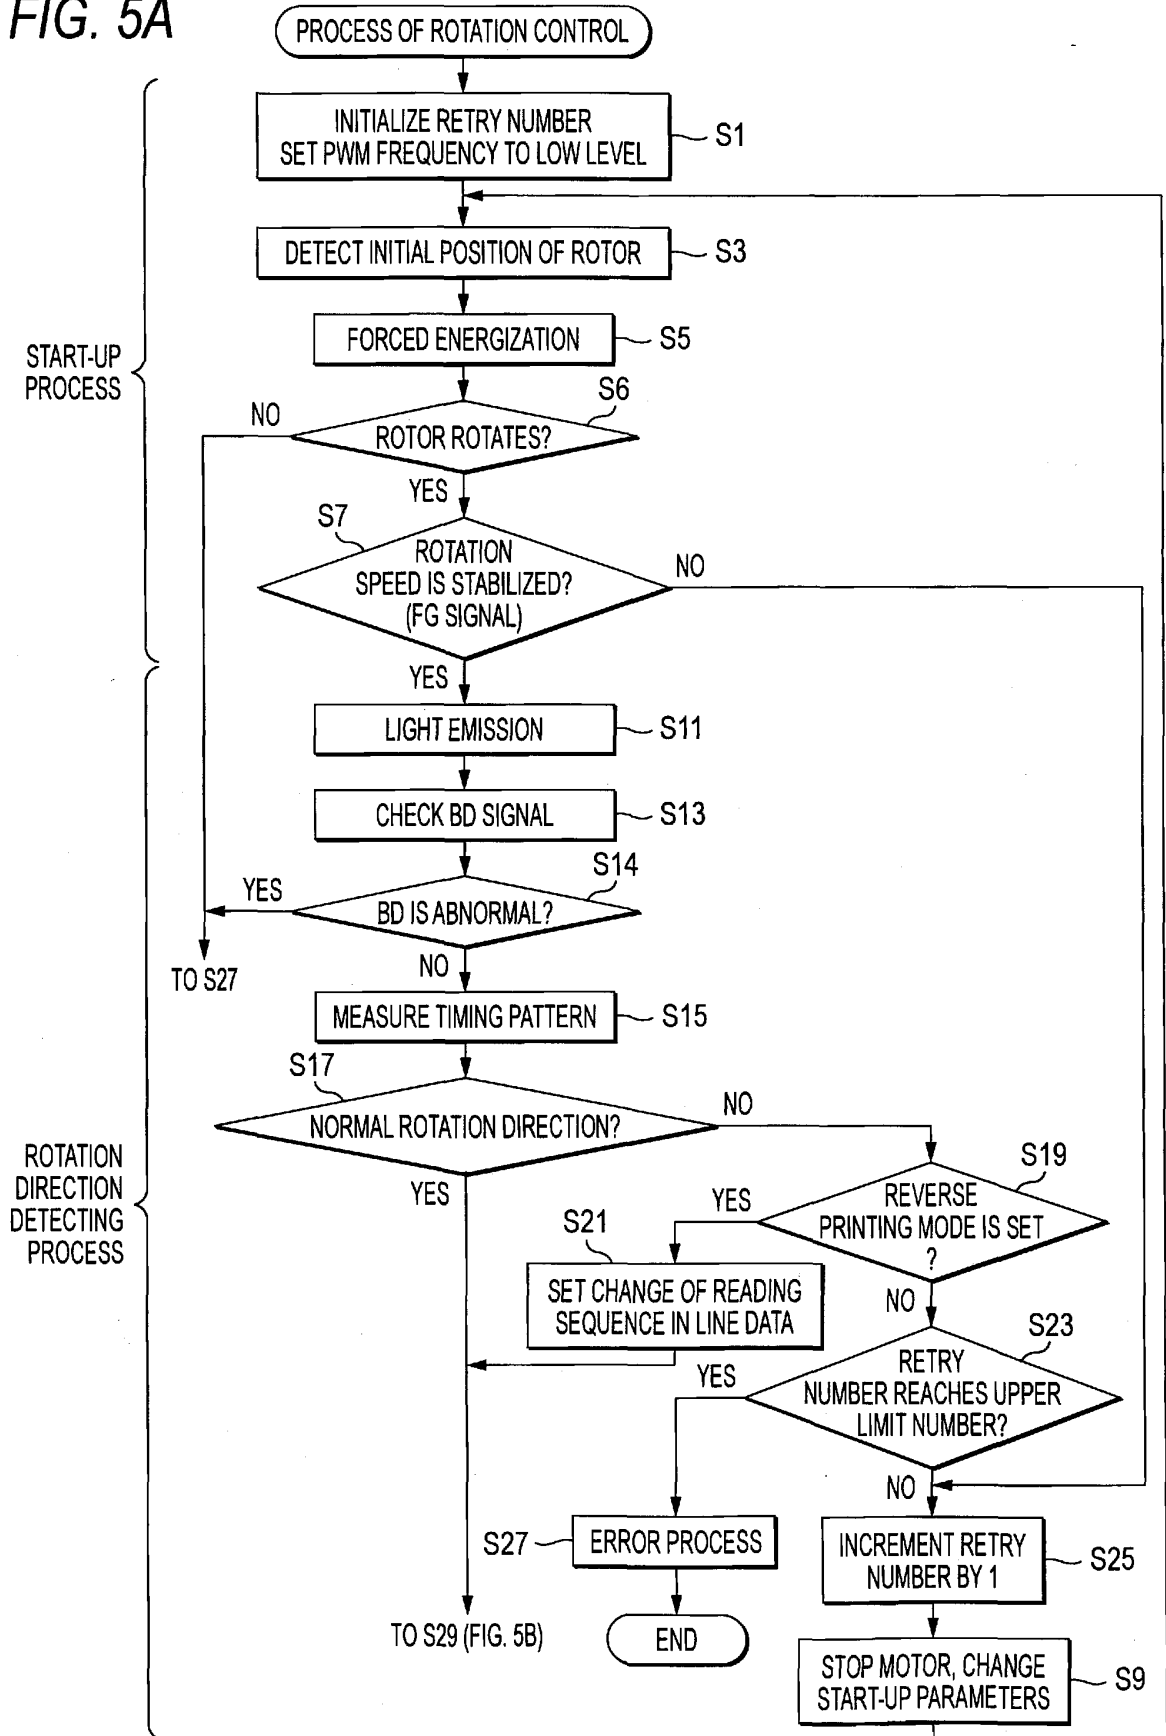 FIG. 5A
PROCESS OF ROTATION CONTROL
INITIALIZE RETRY NUMBER
SET PWM FREQUENCY TO LOW LEVEL
S1
DETECT INITIAL POSITION OF ROTOR
S3
FORCED ENERGIZATION
S5
START-UP
PROCESS
S6
NO
ROTOR ROTATES?
YES
S7
ROTATION
SPEED IS STABILIZED?
(FG SIGNAL)
NO
YES
LIGHT EMISSION
S11
CHECK BD SIGNAL
S13
S14
YES
BD IS ABNORMAL?
NO
TO S27
MEASURE TIMING PATTERN
S15
S17
NORMAL ROTATION DIRECTION?
NO
YES
ROTATION
DIRECTION
DETECTING
PROCESS
S19
REVERSE
PRINTING MODE IS SET
?
YES
NO
S21
SET CHANGE OF READING
SEQUENCE IN LINE DATA
S23
RETRY
NUMBER REACHES UPPER
LIMIT NUMBER?
YES
NO
S27
ERROR PROCESS
INCREMENT RETRY
NUMBER BY 1
S25
TO S29 (FIG. 5B)
END
STOP MOTOR, CHANGE
START-UP PARAMETERS
S9